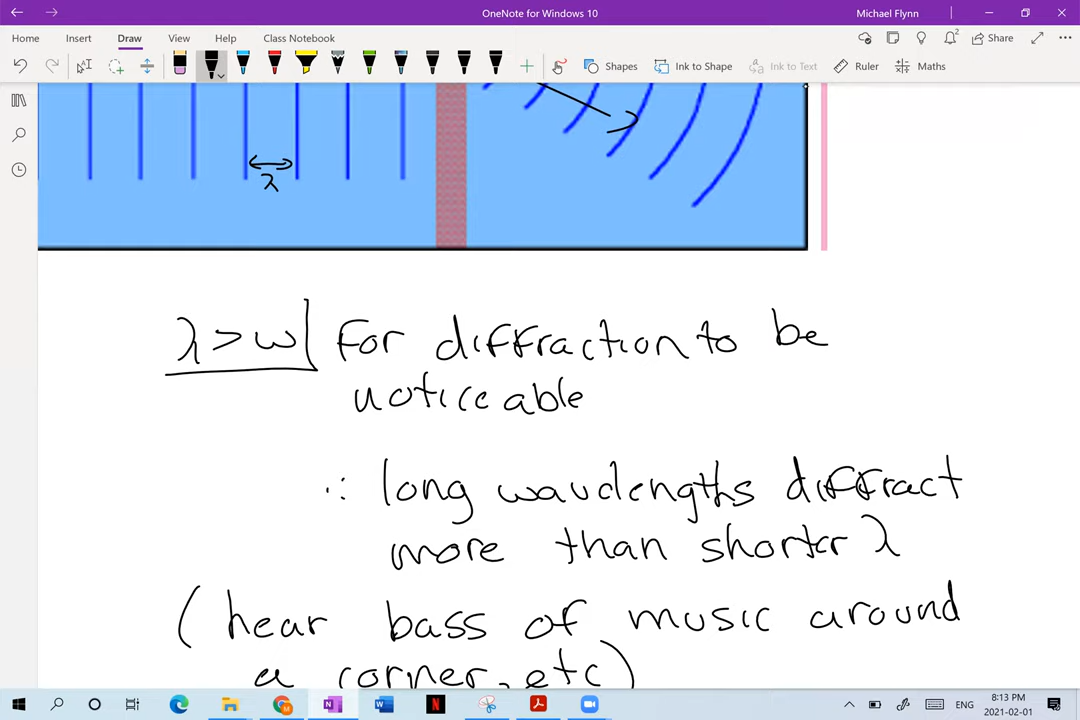 OneNote for Windows 10
Michael Flynn
Home Insert Draw View Help Class Notebook
Share
Shapes Ink to Shape Ink to Text Ruler Maths
λ
λ > w For diffraction to be
noticeable
∴ long wavelengths diffract
more than shorter λ
(hear bass of music around
a corner, etc)
8:13 PM
ENG
2021-02-01